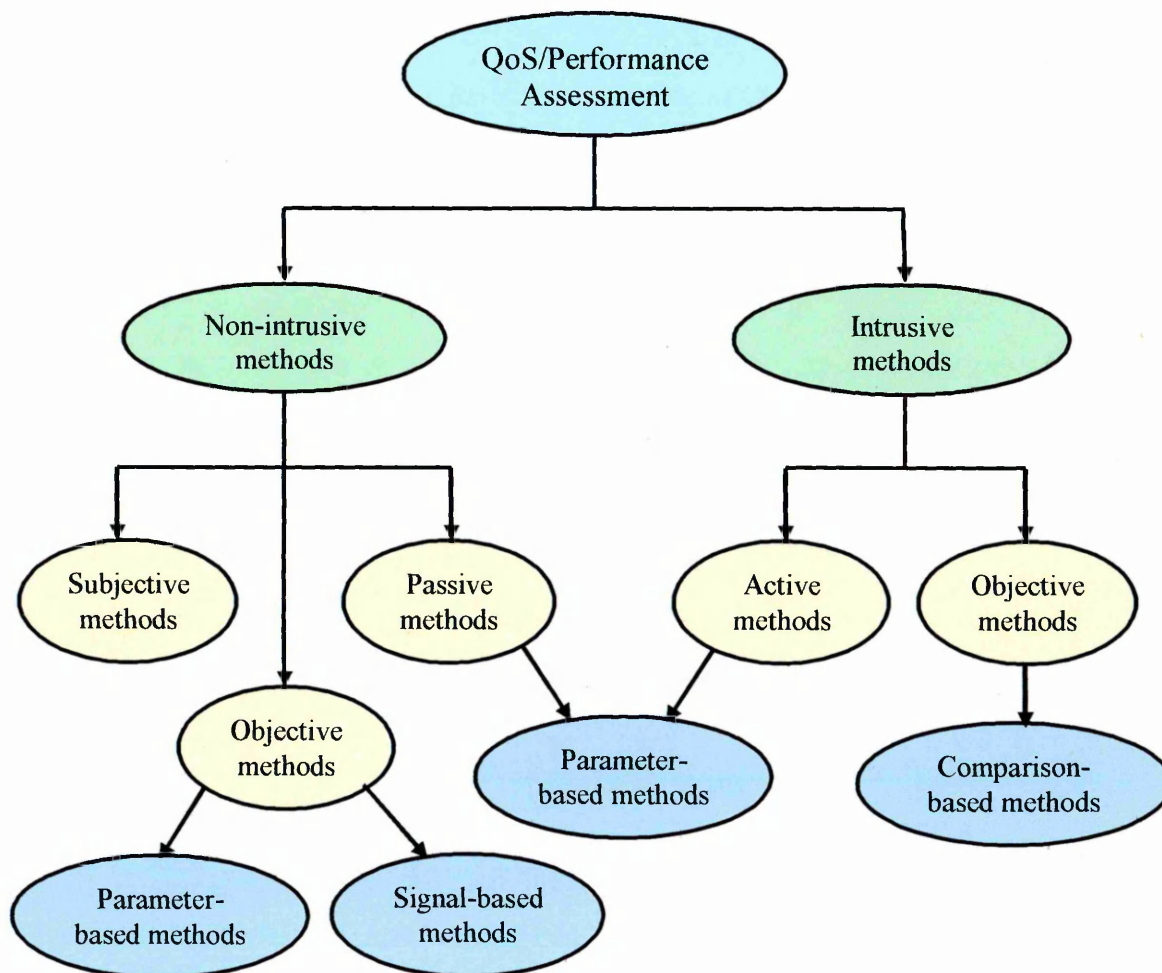 QoS/Performance
Assessment
Non-intrusive
methods
Intrusive
methods
Subjective
methods
Passive
methods
Active
methods
Objective
methods
Objective
methods
Parameter-
based methods
Comparison-
based methods
Parameter-
based methods
Signal-based
methods